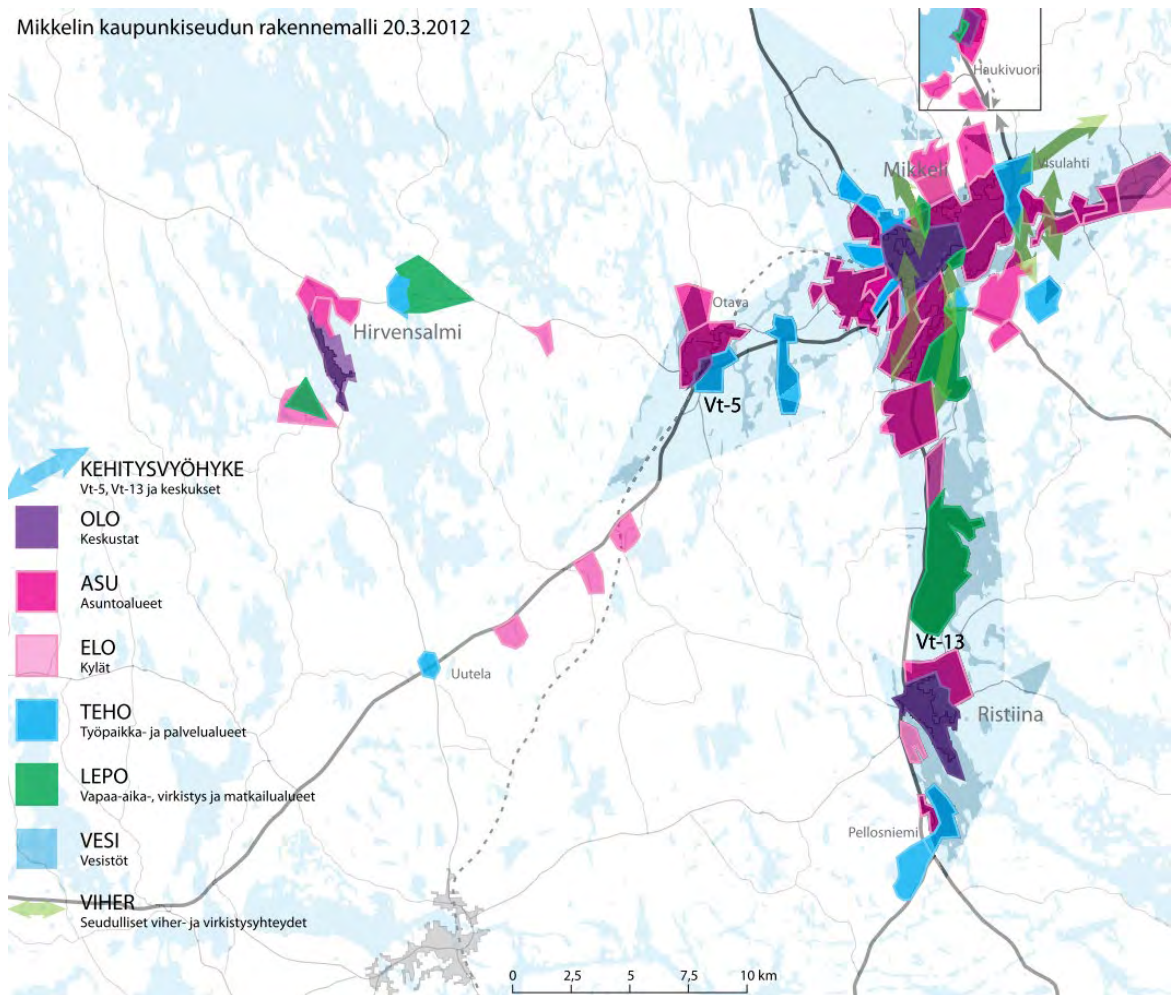 Mikkelin kaupunkiseudun rakennemalli 20.3.2012
Haukivuori
Mikkeli
Visulahti
Otava
Hirvensalmi
Vt-5
KEHITYSVYÖHYKE
Vt-5, Vt-13 ja keskukset
OLO
Keskustat
ASU
Asuntoalueet
ELO
Kylät
TEHO
Työpaikka- ja palvelualueet
LEPO
Vapaa-aika-, virkistys ja matkailualueet
VESI
Vesistöt
VIHER
Seudulliset viher- ja virkistysyhteydet
Uutela
Vt-13
Ristiina
Pellosniemi
0 2,5 5 7,5 10 km